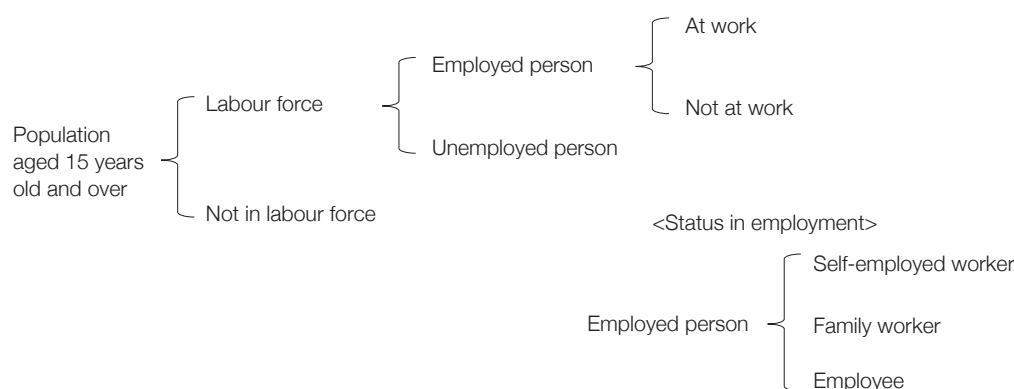 At work
Employed person
Labour force
Not at work
Population
aged 15 years
old and over
Unemployed person
Not in labour force
<Status in employment>
Self-employed worker
Employed person
Family worker
Employee